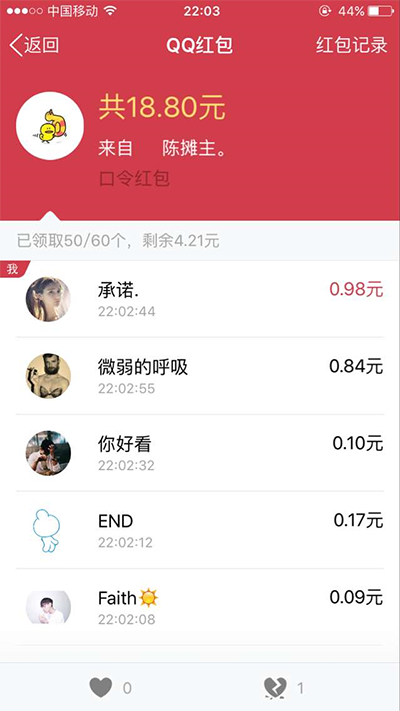 中国移动 22:03 44%
返回 QQ红包 红包记录
共18.80元
来自 陈摊主。
口令红包
已领取50/60个，剩余4.21元
我
承诺. 0.98元
22:02:44
微弱的呼吸 0.84元
22:02:55
你好看 0.10元
22:02:32
END 0.17元
22:02:12
Faith☀️ 0.09元
22:02:08
0 1